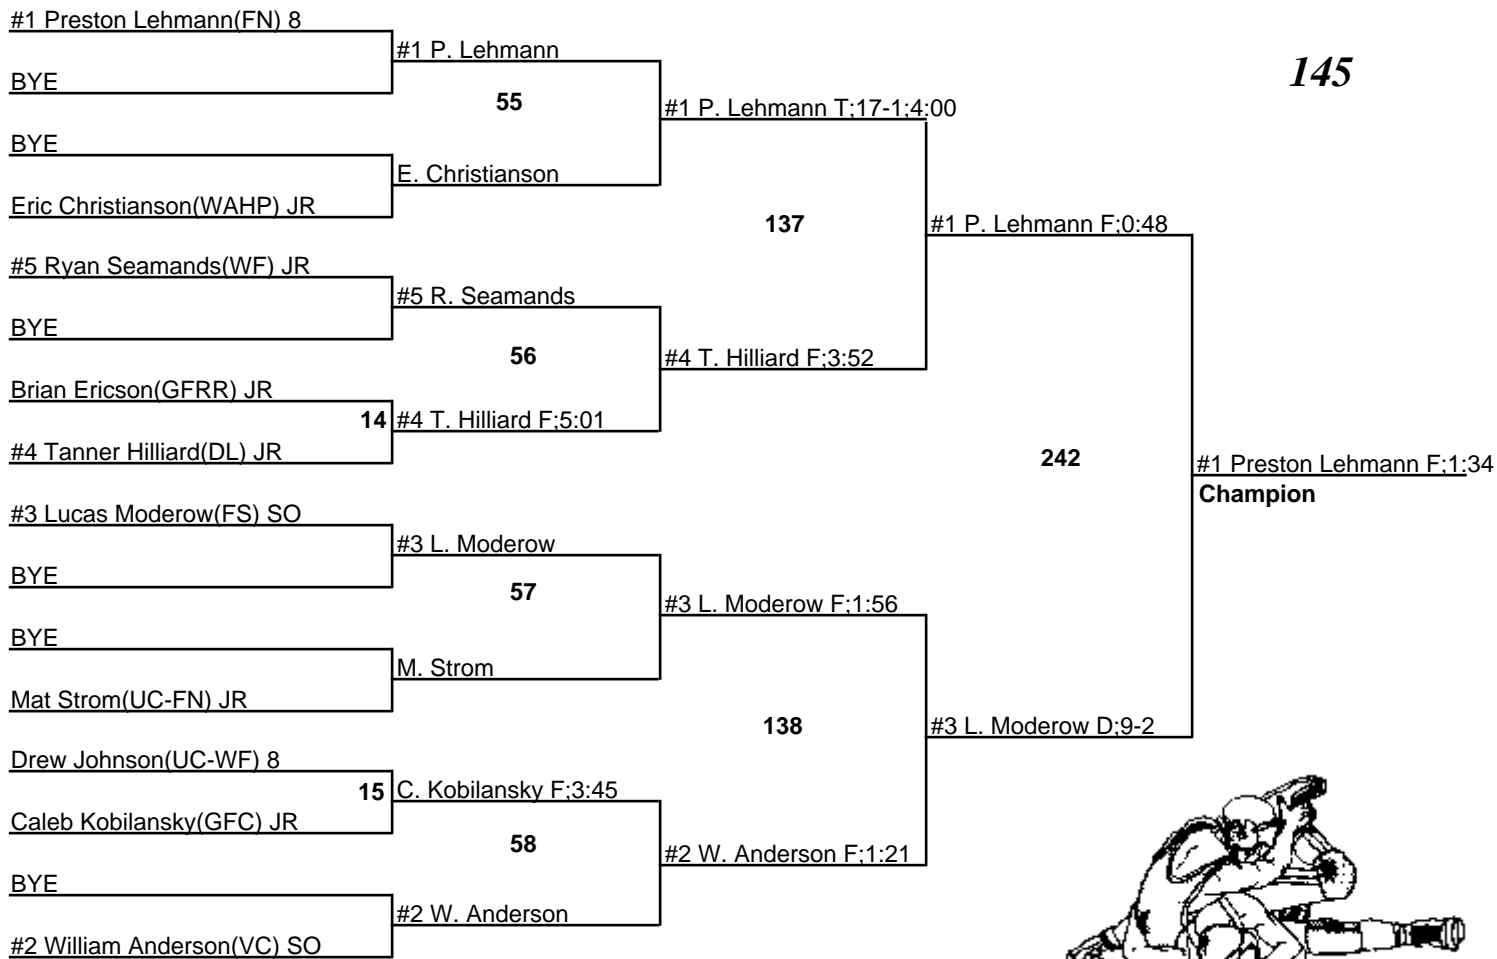 #1 Preston Lehmann(FN) 8
BYE
BYE
Eric Christianson(WAHP) JR
#5 Ryan Seamands(WF) JR
BYE
Brian Ericson(GFRR) JR
#4 Tanner Hilliard(DL) JR
#3 Lucas Moderow(FS) SO
BYE
BYE
Mat Strom(UC-FN) JR
Drew Johnson(UC-WF) 8
Caleb Kobilansky(GFC) JR
BYE
#2 William Anderson(VC) SO
14
15
#1 P. Lehmann
55
E. Christianson
#5 R. Seamands
56
#4 T. Hilliard F;5:01
#3 L. Moderow
57
M. Strom
C. Kobilansky F;3:45
58
#2 W. Anderson
#1 P. Lehmann T;17-1;4:00
137
#4 T. Hilliard F;3:52
#3 L. Moderow F;1:56
138
#2 W. Anderson F;1:21
#1 P. Lehmann F;0:48
242
#3 L. Moderow D;9-2
145
#1 Preston Lehmann F;1:34
Champion